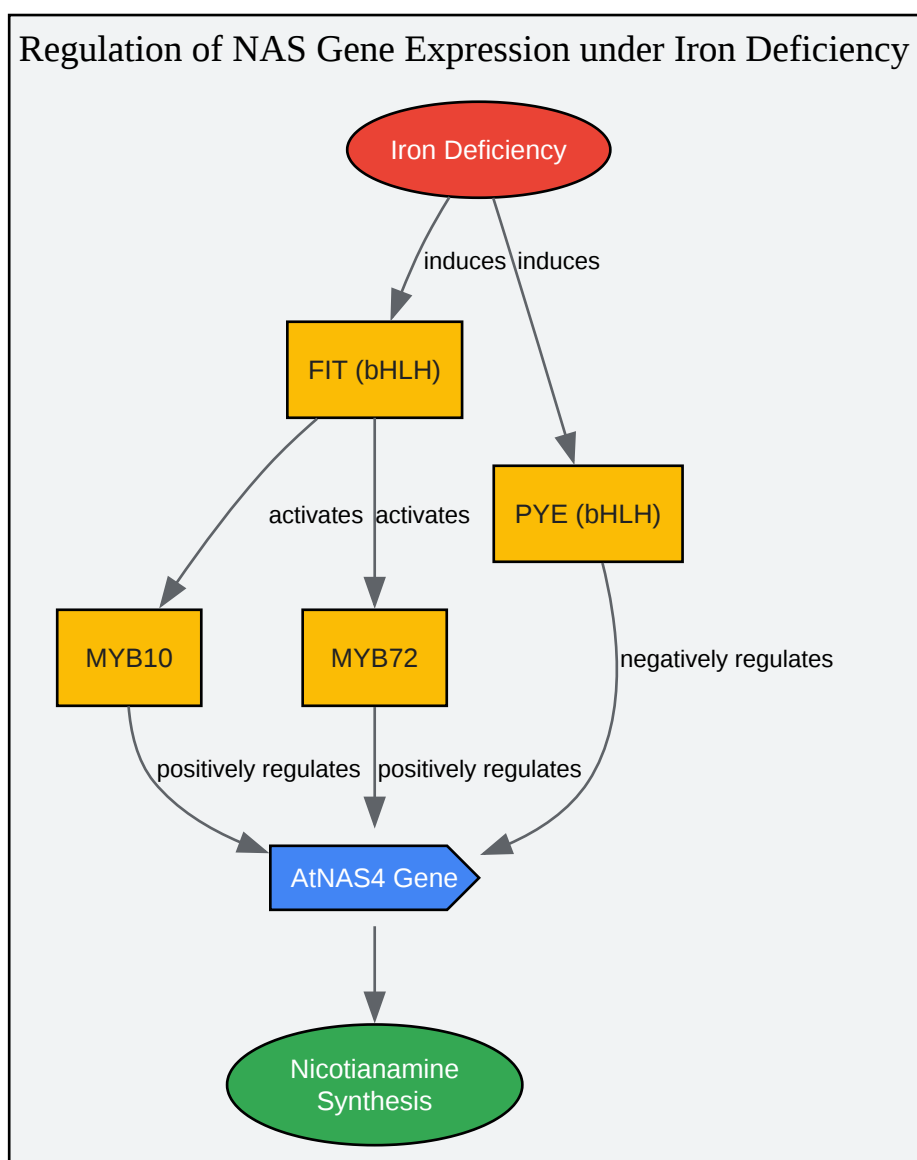 Regulation of NAS Gene Expression under Iron Deficiency
Iron Deficiency
induces
induces
FIT (bHLH)
PYE (bHLH)
activates
activates
MYB10
MYB72
negatively regulates
positively regulates
positively regulates
AtNAS4 Gene
Nicotianamine
Synthesis